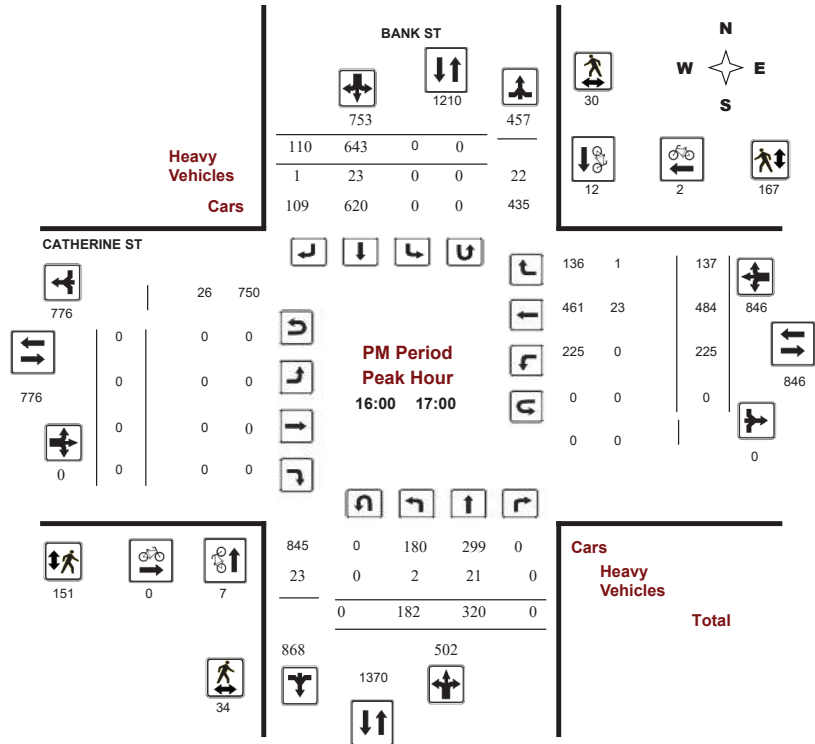 BANK ST
N
W E
S
1210
30
753
457
110 643 0 0
Heavy
Vehicles
1 23 0 0 22
12 2 167
Cars
109 620 0 0 435
CATHERINE ST
136 1 137
26 750
776
846
461 23 484
0 0 0
PM Period
Peak Hour
16:00 17:00
225 0 225
776
846
0 0 0
0 0 0
0 0 0
0
0 0 0
0 0
0
845 0 180 299 0
Cars
23 0 2 21 0
Heavy
Vehicles
151 0 7
0 182 320 0
Total
868
502
1370
34